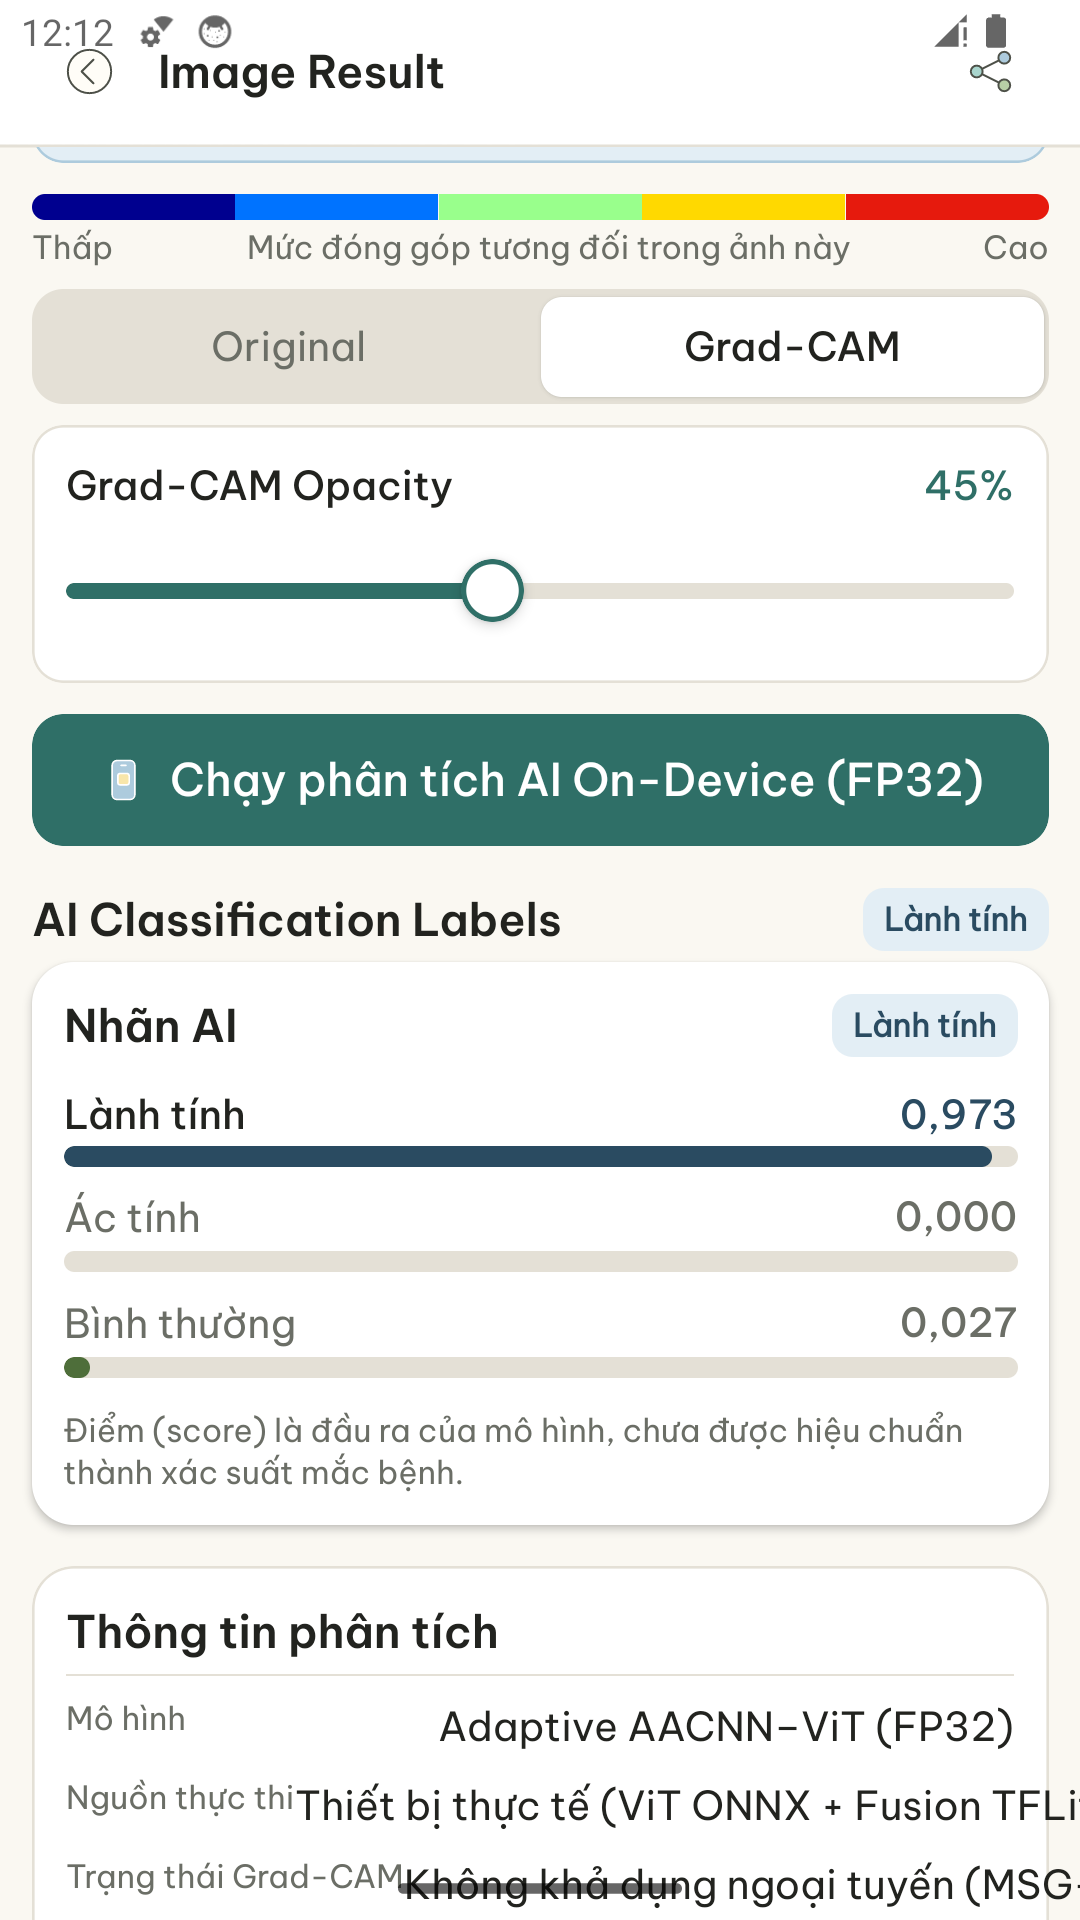 12:12
Image Result
Thấp Mức đóng góp tương đối trong ảnh này Cao
Original Grad-CAM
Grad-CAM Opacity 45%
Chạy phân tích AI On-Device (FP32)
AI Classification Labels Lành tính
Nhãn AI Lành tính
Lành tính 0,973
Ác tính 0,000
Bình thường 0,027
Điểm (score) là đầu ra của mô hình, chưa được hiệu chuẩn
thành xác suất mắc bệnh.
Thông tin phân tích
Mô hình Adaptive AACNN–ViT (FP32)
Nguồn thực thi Thiết bị thực tế (ViT ONNX + Fusion TFLi
Trạng thái Grad-CAM Không khả dụng ngoại tuyến (MSG-